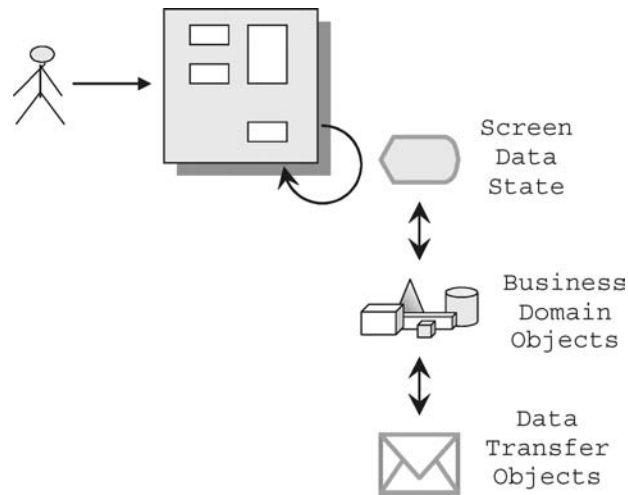 Screen
Data
State
Business
Domain
Objects
Data
Transfer
Objects